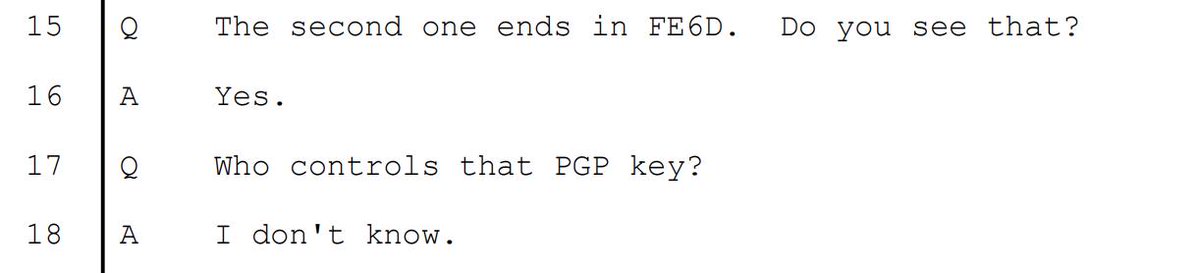 15 Q The second one ends in FE6D. Do you see that?
16 A Yes.
17 Q Who controls that PGP key?
18 A I don't know.